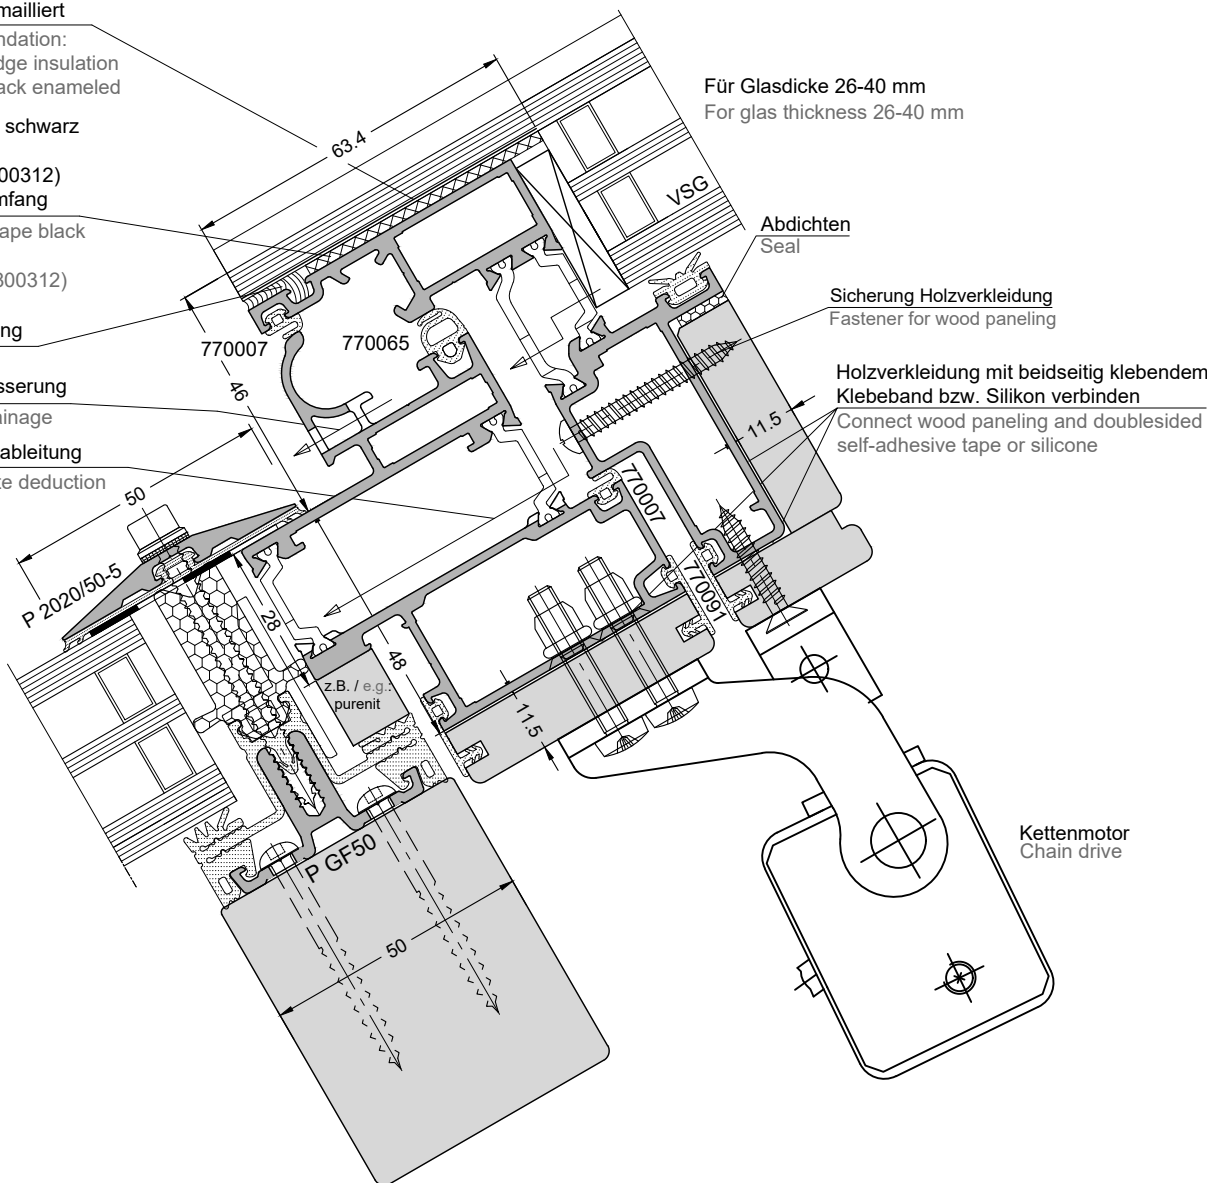 mailliert
ndation:
dge insulation
ack enameled
schwarz
00312)
mfang
ape black
300312)
ng
sserung
inage
ableitung
te deduction
Für Glasdicke 26-40 mm
For glas thickness 26-40 mm
63.4
VSG
Abdichten
Seal
Sicherung Holzverkleidung
Fastener for wood paneling
Holzverkleidung mit beidseitig klebendem
Klebeband bzw. Silikon verbinden
Connect wood paneling and doublesided
self-adhesive tape or silicone
770007
770065
46
11.5
50
770007
P 2020/50-5
770091
28
48
z.B. / e.g.:
purenit
11.5
P GF50
50
Kettenmotor
Chain drive